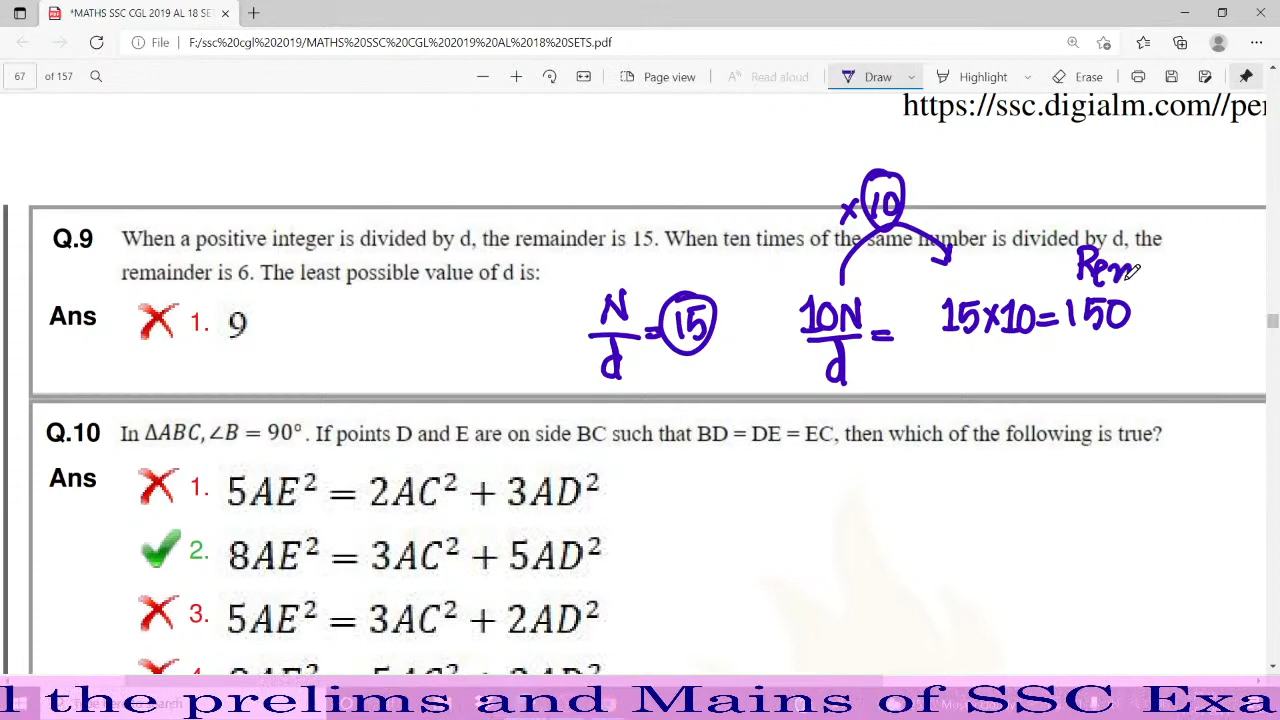 *MATHS SSC CGL 2019 AL 18 SET
File F:/ssc%20cgl%202019/MATHS%20SSC%20CGL%202019%20AL%2018%20SETS.pdf
67 of 157 Page view Read aloud Draw Highlight Erase
https://ssc.digialm.com//per
×10
Q.9 When a positive integer is divided by d, the remainder is 15. When ten times of the same number is divided by d, the
remainder is 6. The least possible value of d is:
Rem
Ans 1. 9
N/d = 15 10N/d = 15×10=150
Q.10 In ΔABC, ∠B = 90°. If points D and E are on side BC such that BD = DE = EC, then which of the following is true?
Ans 1. 5AE² = 2AC² + 3AD²
2. 8AE² = 3AC² + 5AD²
3. 5AE² = 3AC² + 2AD²
l the prelims and Mains of SSC Exa